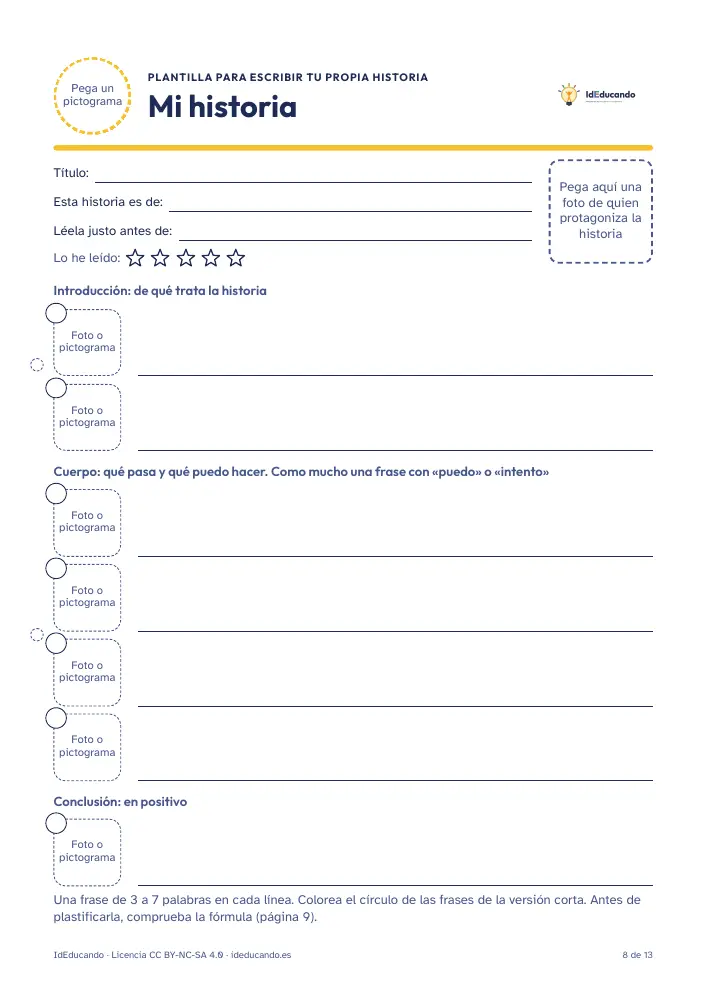 Pega un
pictograma
PLANTILLA PARA ESCRIBIR TU PROPIA HISTORIA
Mi historia
IdEducando
Título:
Esta historia es de:
Léela justo antes de:
Lo he leído:
Pega aquí una
foto de quien
protagoniza la
historia
Introducción: de qué trata la historia
Foto o
pictograma
Foto o
pictograma
Cuerpo: qué pasa y qué puedo hacer. Como mucho una frase con «puedo» o «intento»
Foto o
pictograma
Foto o
pictograma
Foto o
pictograma
Foto o
pictograma
Conclusión: en positivo
Foto o
pictograma
Una frase de 3 a 7 palabras en cada línea. Colorea el círculo de las frases de la versión corta. Antes de
plastificarla, comprueba la fórmula (página 9).
IdEducando · Licencia CC BY-NC-SA 4.0 · ideducando.es
8 de 13